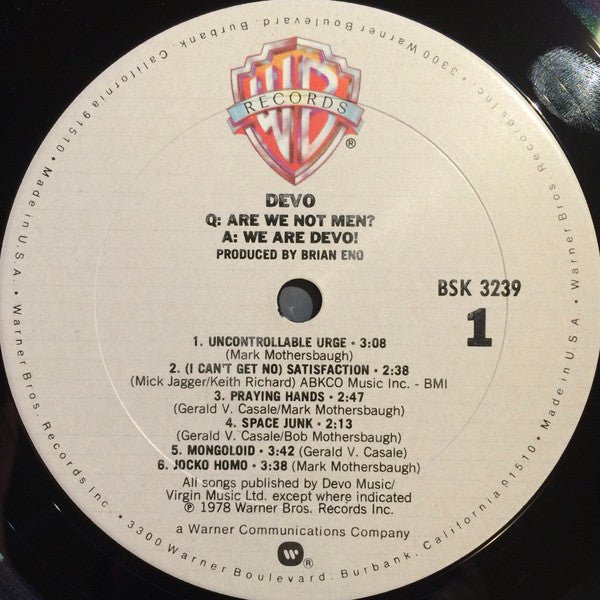 WB
RECORDS
®
DEVO
Q: ARE WE NOT MEN?
A: WE ARE DEVO!
PRODUCED BY BRIAN ENO
BSK 3239
1
1. UNCONTROLLABLE URGE • 3:08
(Mark Mothersbaugh)
2. (I CAN'T GET NO) SATISFACTION • 2:38
(Mick Jagger/Keith Richard) ABKCO Music Inc. - BMI
3. PRAYING HANDS • 2:47
(Gerald V. Casale/Mark Mothersbaugh)
4. SPACE JUNK • 2:13
(Gerald V. Casale/Bob Mothersbaugh)
5. MONGOLOID • 3:42 (Gerald V. Casale)
6. JOCKO HOMO • 3:38 (Mark Mothersbaugh)
All songs published by Devo Music/
Virgin Music Ltd. except where indicated
℗ 1978 Warner Bros. Records Inc.
a Warner Communications Company
W ®
Made in U.S.A. • Warner Bros. Records Inc. • 3300 Warner Boulevard, Burbank, California 91510 • Made in U.S.A. • Warner Bros. Records Inc. • 3300 Warner Boulevard, Burbank, California 91510 •